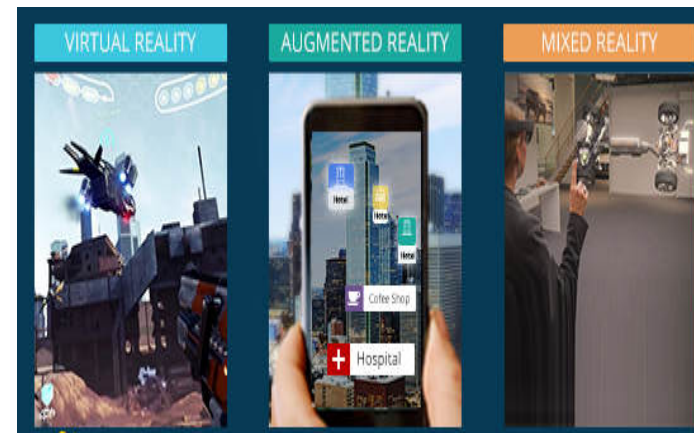 VIRTUAL REALITY
AUGMENTED REALITY
MIXED REALITY
Hotel
Hotel
Hotel
Cofee Shop
Hospital